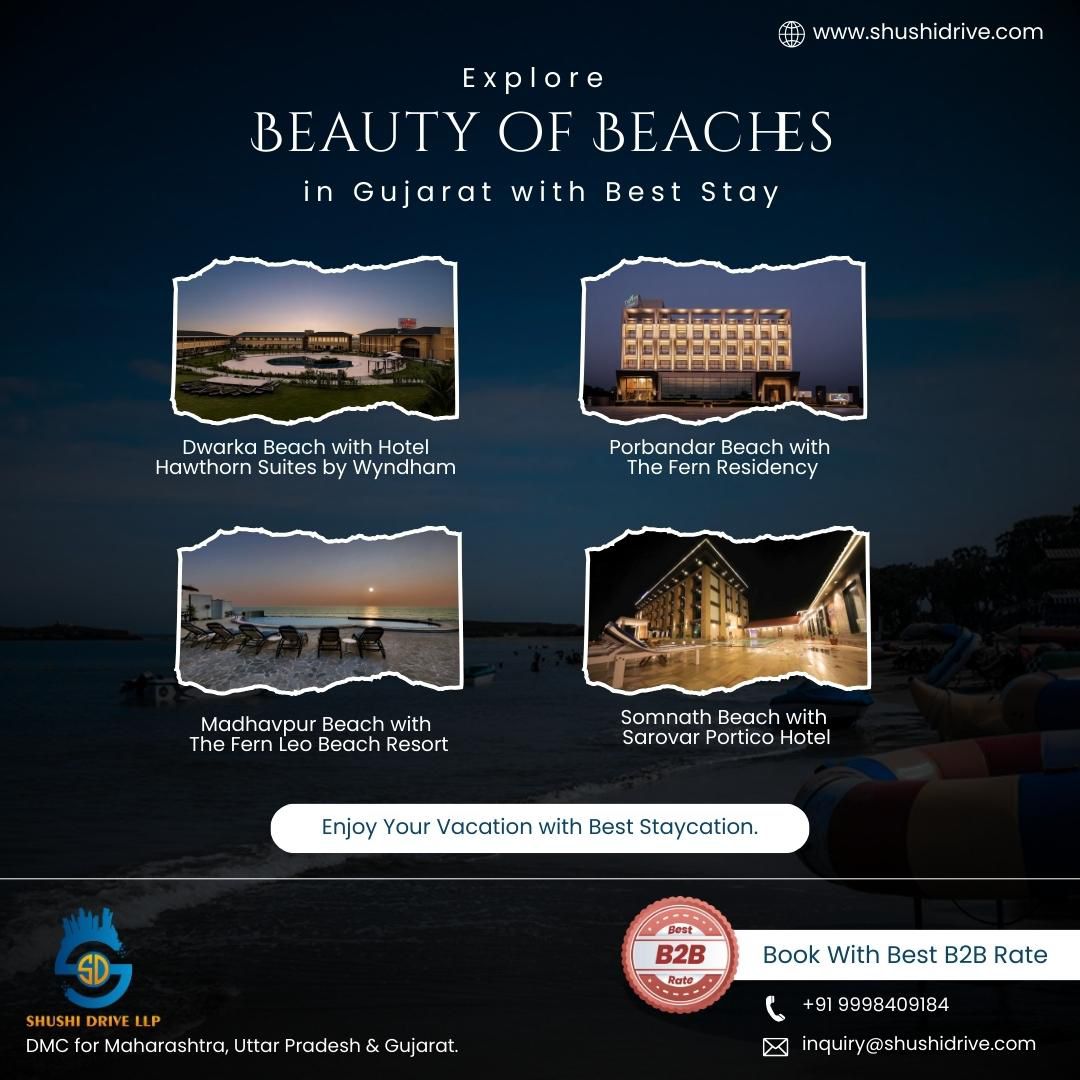 www.shushidrive.com
Explore
BEAUTY OF BEACHES
in Gujarat with Best Stay
Dwarka Beach with Hotel
Hawthorn Suites by Wyndham
Porbandar Beach with
The Fern Residency
Madhavpur Beach with
The Fern Leo Beach Resort
Somnath Beach with
Sarovar Portico Hotel
Enjoy Your Vacation with Best Staycation.
SD
SHUSHI DRIVE LLP
DMC for Maharashtra, Uttar Pradesh & Gujarat.
Best
B2B
Rate
Book With Best B2B Rate
+91 9998409184
inquiry@shushidrive.com